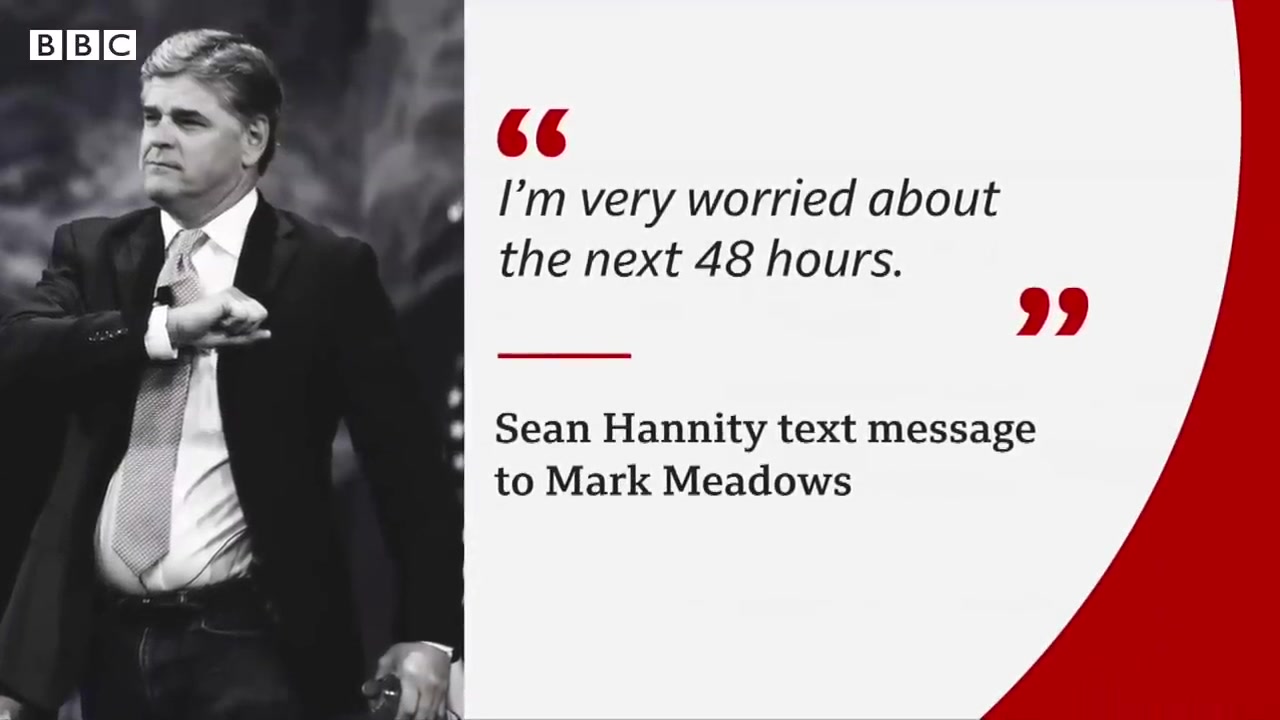 BBC
“
I’m very worried about
the next 48 hours.
”
Sean Hannity text message
to Mark Meadows